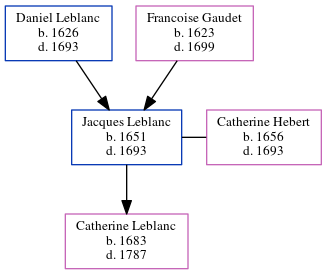 Daniel Leblanc
b. 1626
d. 1693
Francoise Gaudet
b. 1623
d. 1699
Jacques Leblanc
b. 1651
d. 1693
Catherine Hebert
b. 1656
d. 1693
Catherine Leblanc
b. 1683
d. 1787